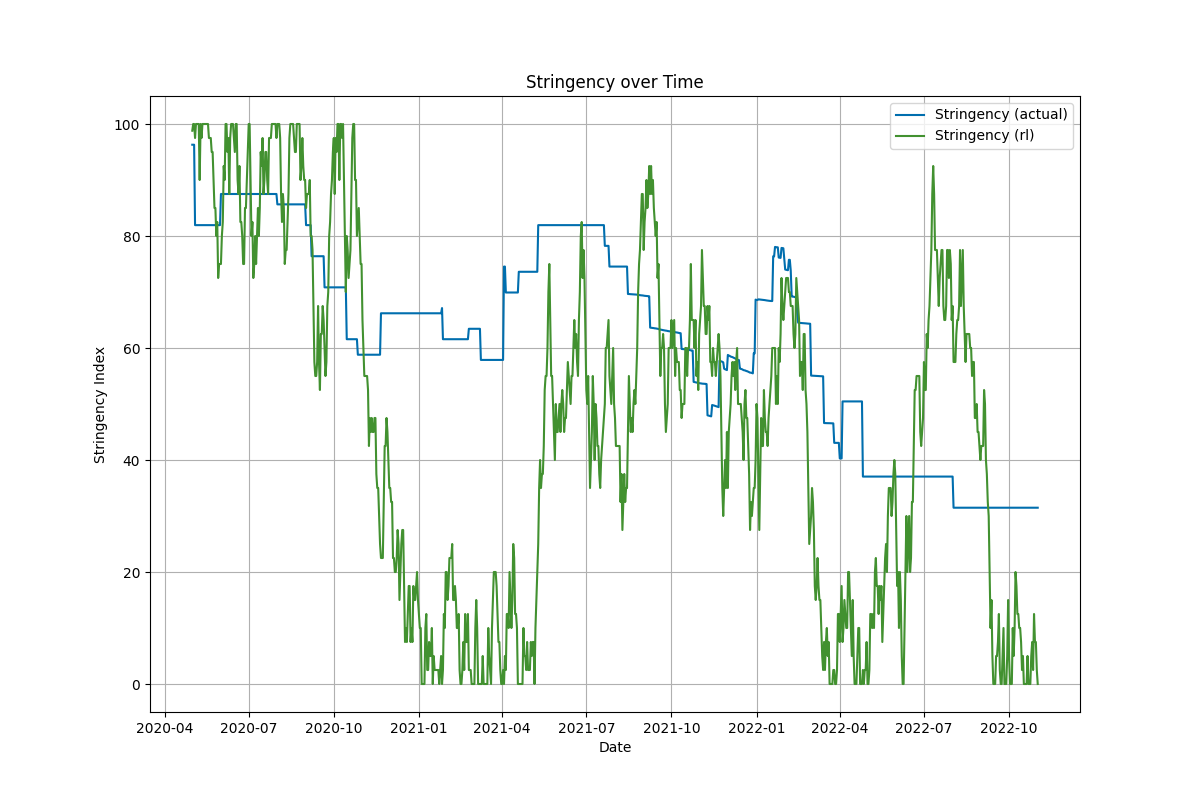 Stringency over Time
Stringency (actual)
Stringency (rl)
Stringency Index
100
80
60
40
20
0
2020-04 2020-07 2020-10 2021-01 2021-04 2021-07 2021-10 2022-01 2022-04 2022-07 2022-10
Date